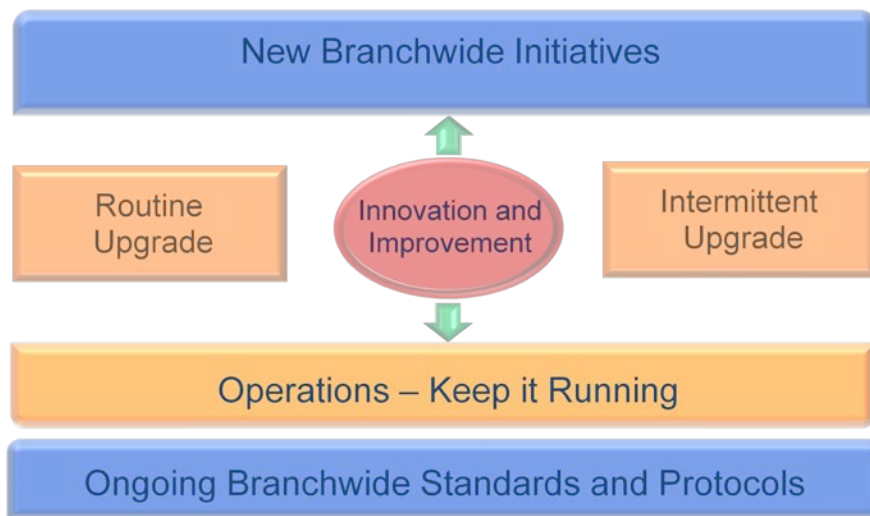 New Branchwide Initiatives
Routine
Upgrade
Innovation and
Improvement
Intermittent
Upgrade
Operations – Keep it Running
Ongoing Branchwide Standards and Protocols